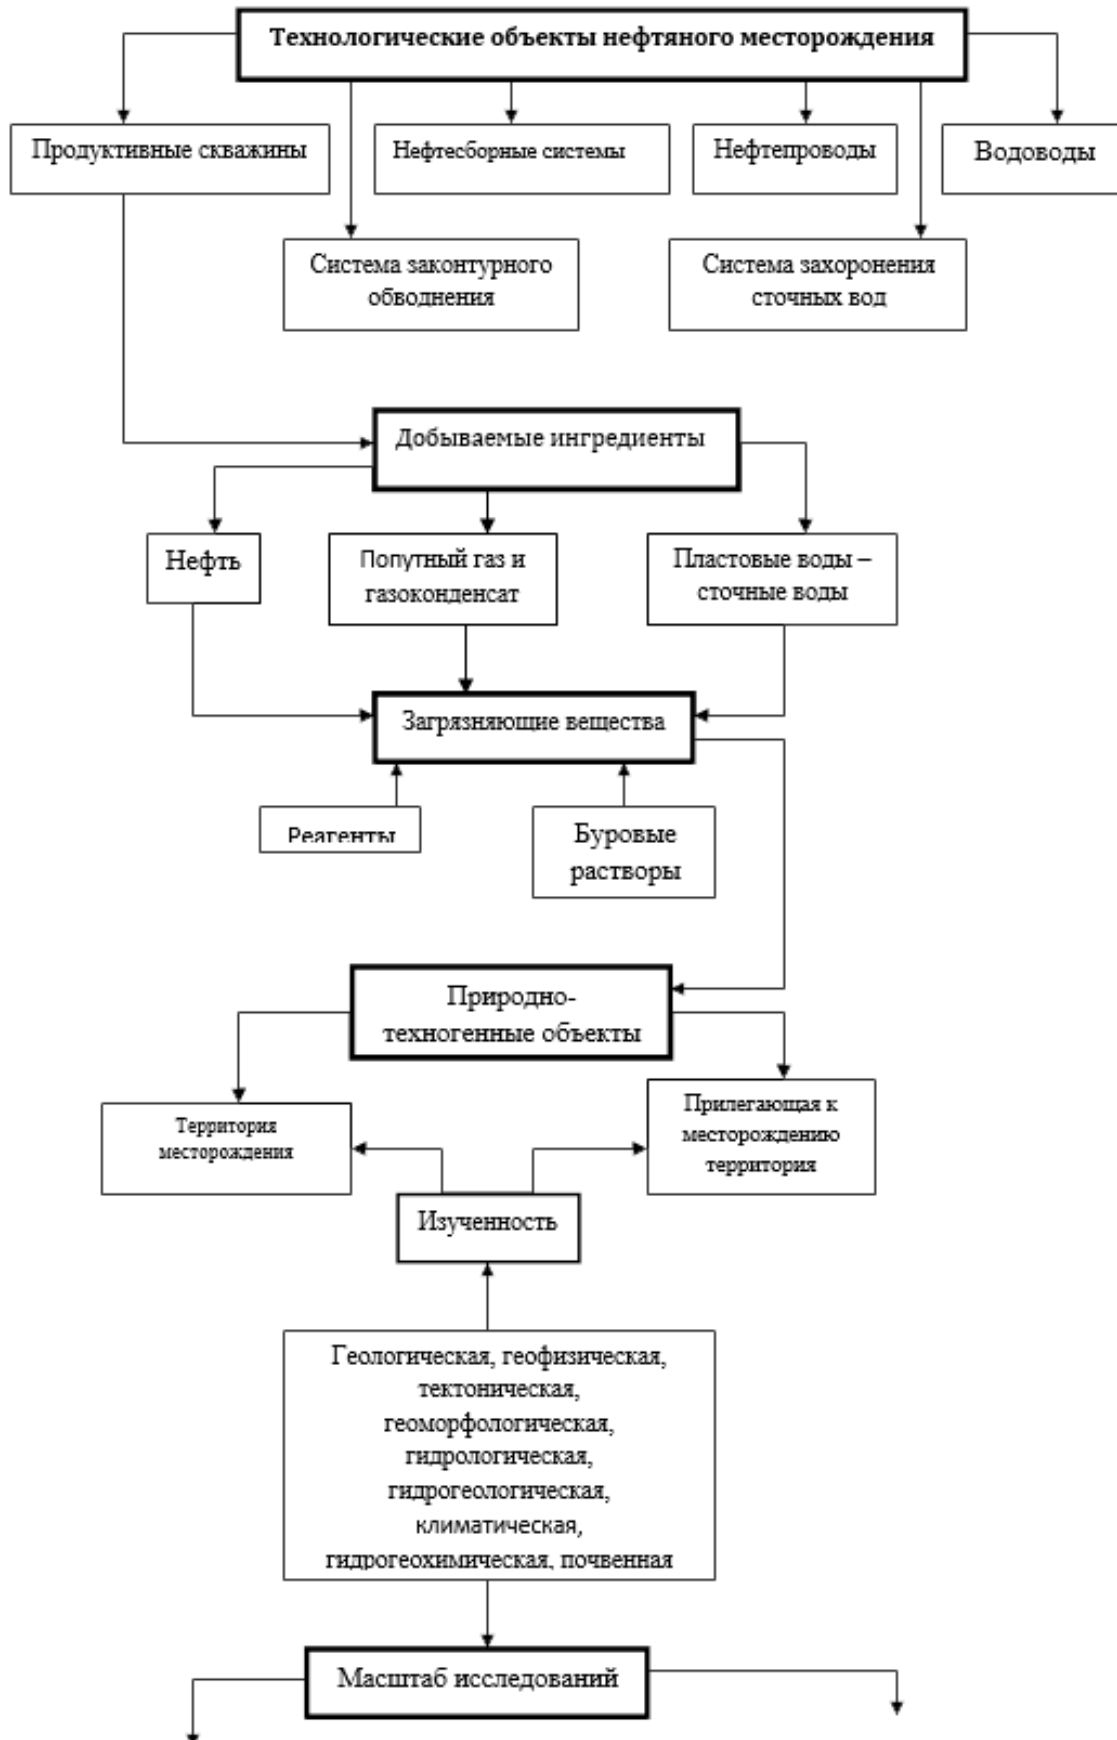 Технологические объекты нефтяного месторождения
Продуктивные скважины
Нефтесборные системы
Нефтепроводы
Водоводы
Система законтурного
обводнения
Система захоронения
сточных вод
Добываемые ингредиенты
Нефть
Попутный газ и
газоконденсат
Пластовые воды –
сточные воды
Загрязняющие вещества
Реагенты
Буровые
растворы
Природно-
техногенные объекты
Территория
месторождения
Прилегающая к
месторождению
территория
Изученность
Геологическая, геофизическая,
тектоническая,
геоморфологическая,
гидрологическая,
гидрогеологическая,
климатическая,
гидрогеохимическая, почвенная
Масштаб исследований